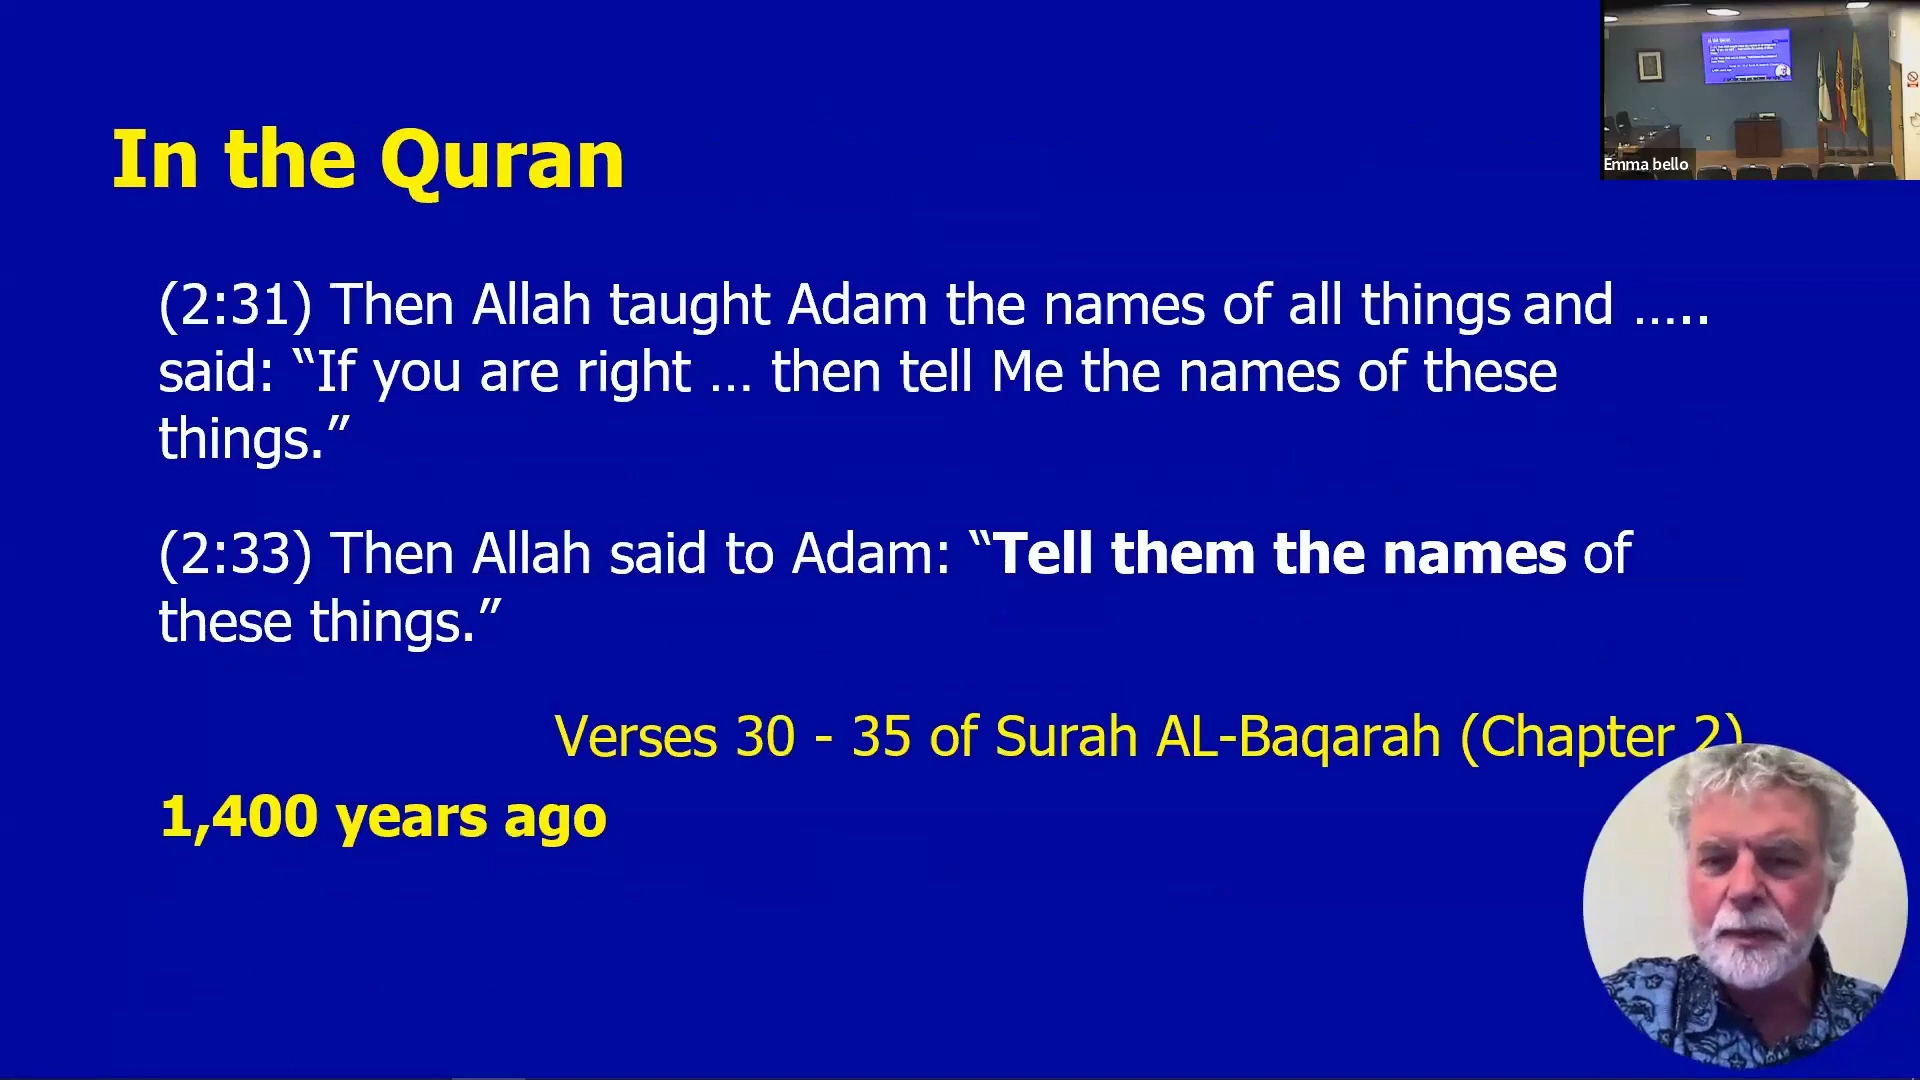 In the Quran
(2:31) Then Allah taught Adam the names of all things and …..
said: “If you are right … then tell Me the names of these
things.”
(2:33) Then Allah said to Adam: “Tell them the names of
these things.”
Verses 30 - 35 of Surah AL-Baqarah (Chapter 2)
1,400 years ago
Emma bello